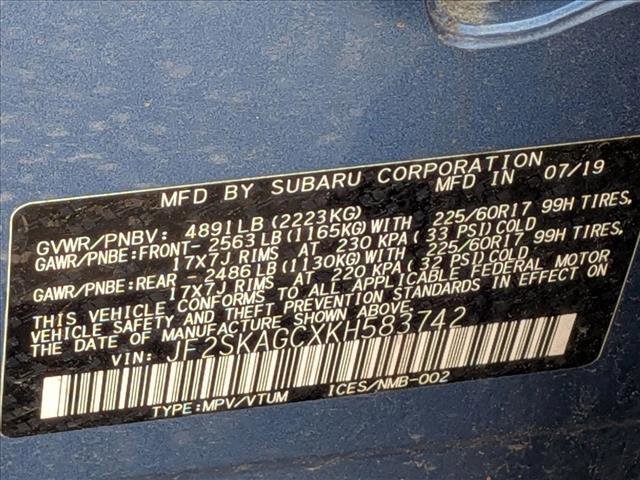 MFD BY SUBARU CORPORATION
MFD IN 07/19
GVWR/PNBV: 4891LB (2223KG)
GAWR/PNBE:FRONT- 2563LB (1165KG)WITH 225/60R17 99H TIRES,
17X7J RIMS AT 230 KPA (33 PSI)COLD
GAWR/PNBE:REAR - 2486LB (1130KG)WITH 225/60R17 99H TIRES,
17X7J RIMS AT 220 KPA (32 PSI)COLD
THIS VEHICLE CONFORMS TO ALL APPLICABLE FEDERAL MOTOR
VEHICLE SAFETY AND THEFT PREVENTION STANDARDS IN EFFECT ON
THE DATE OF MANUFACTURE SHOWN ABOVE.
VIN: JF2SKAGCXKH583742
TYPE:MPV/VTUM ICES/NMB-002